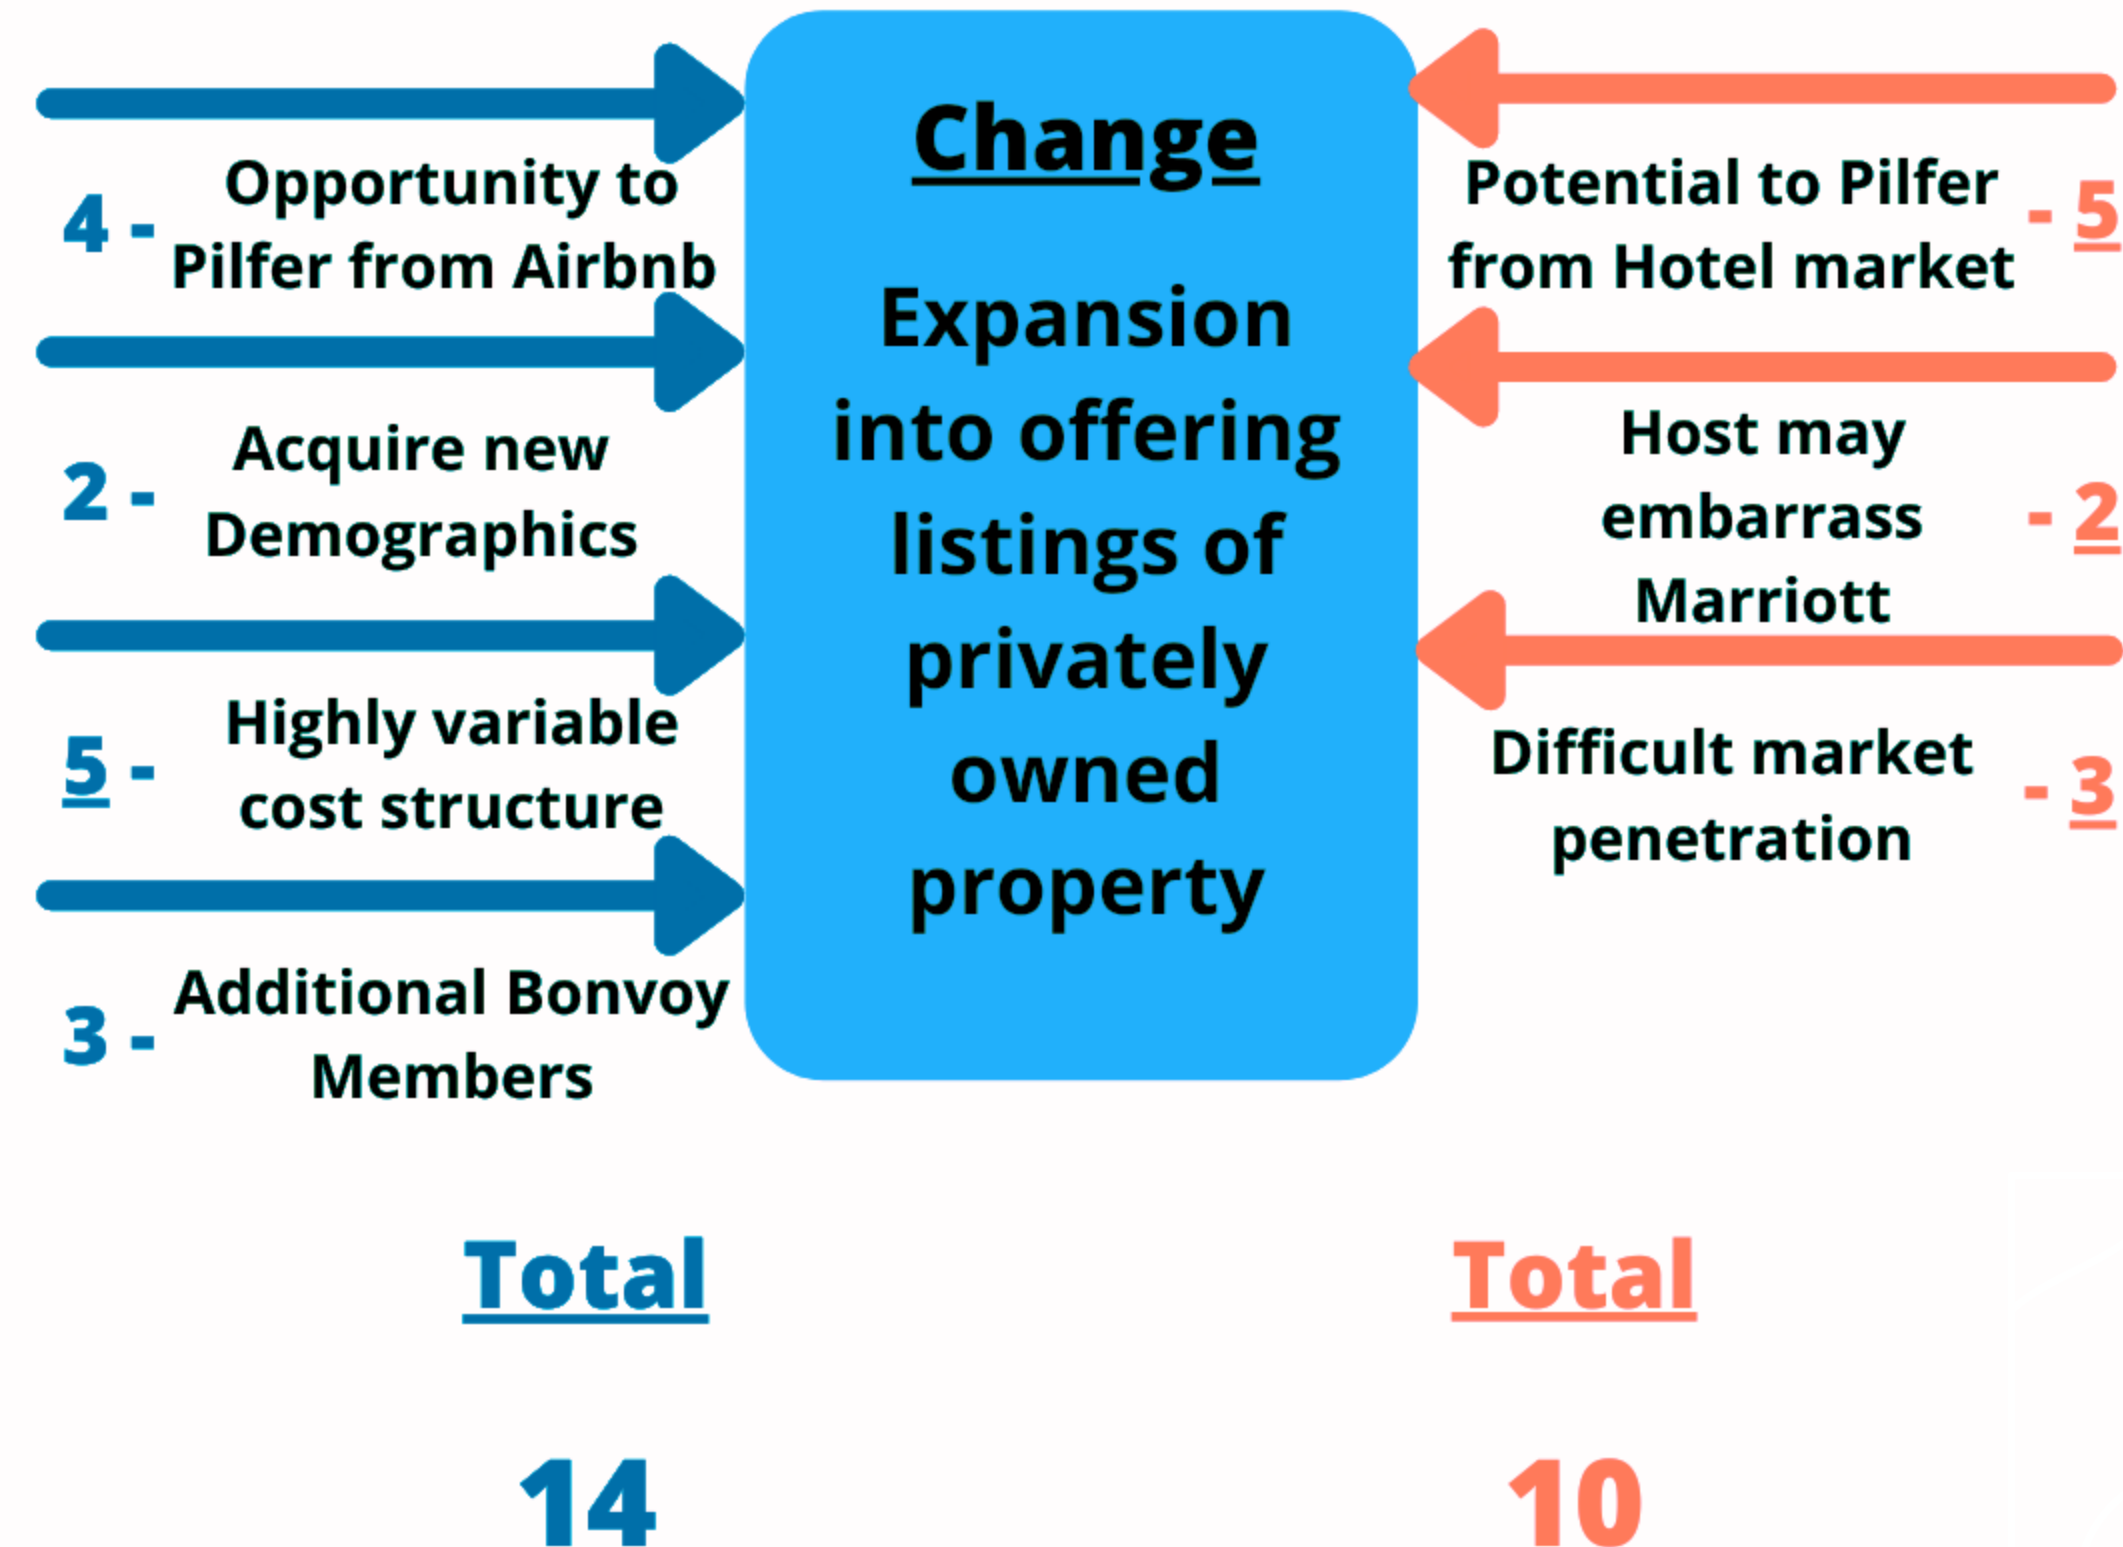 Change
Expansion
into offering
listings of
privately
owned
property
4 -
Opportunity to
Pilfer from Airbnb
2 -
Acquire new
Demographics
5 -
Highly variable
cost structure
3 -
Additional Bonvoy
Members
Potential to Pilfer
from Hotel market
- 5
Host may
embarrass
Marriott
- 2
Difficult market
penetration
- 3
Total
14
Total
10